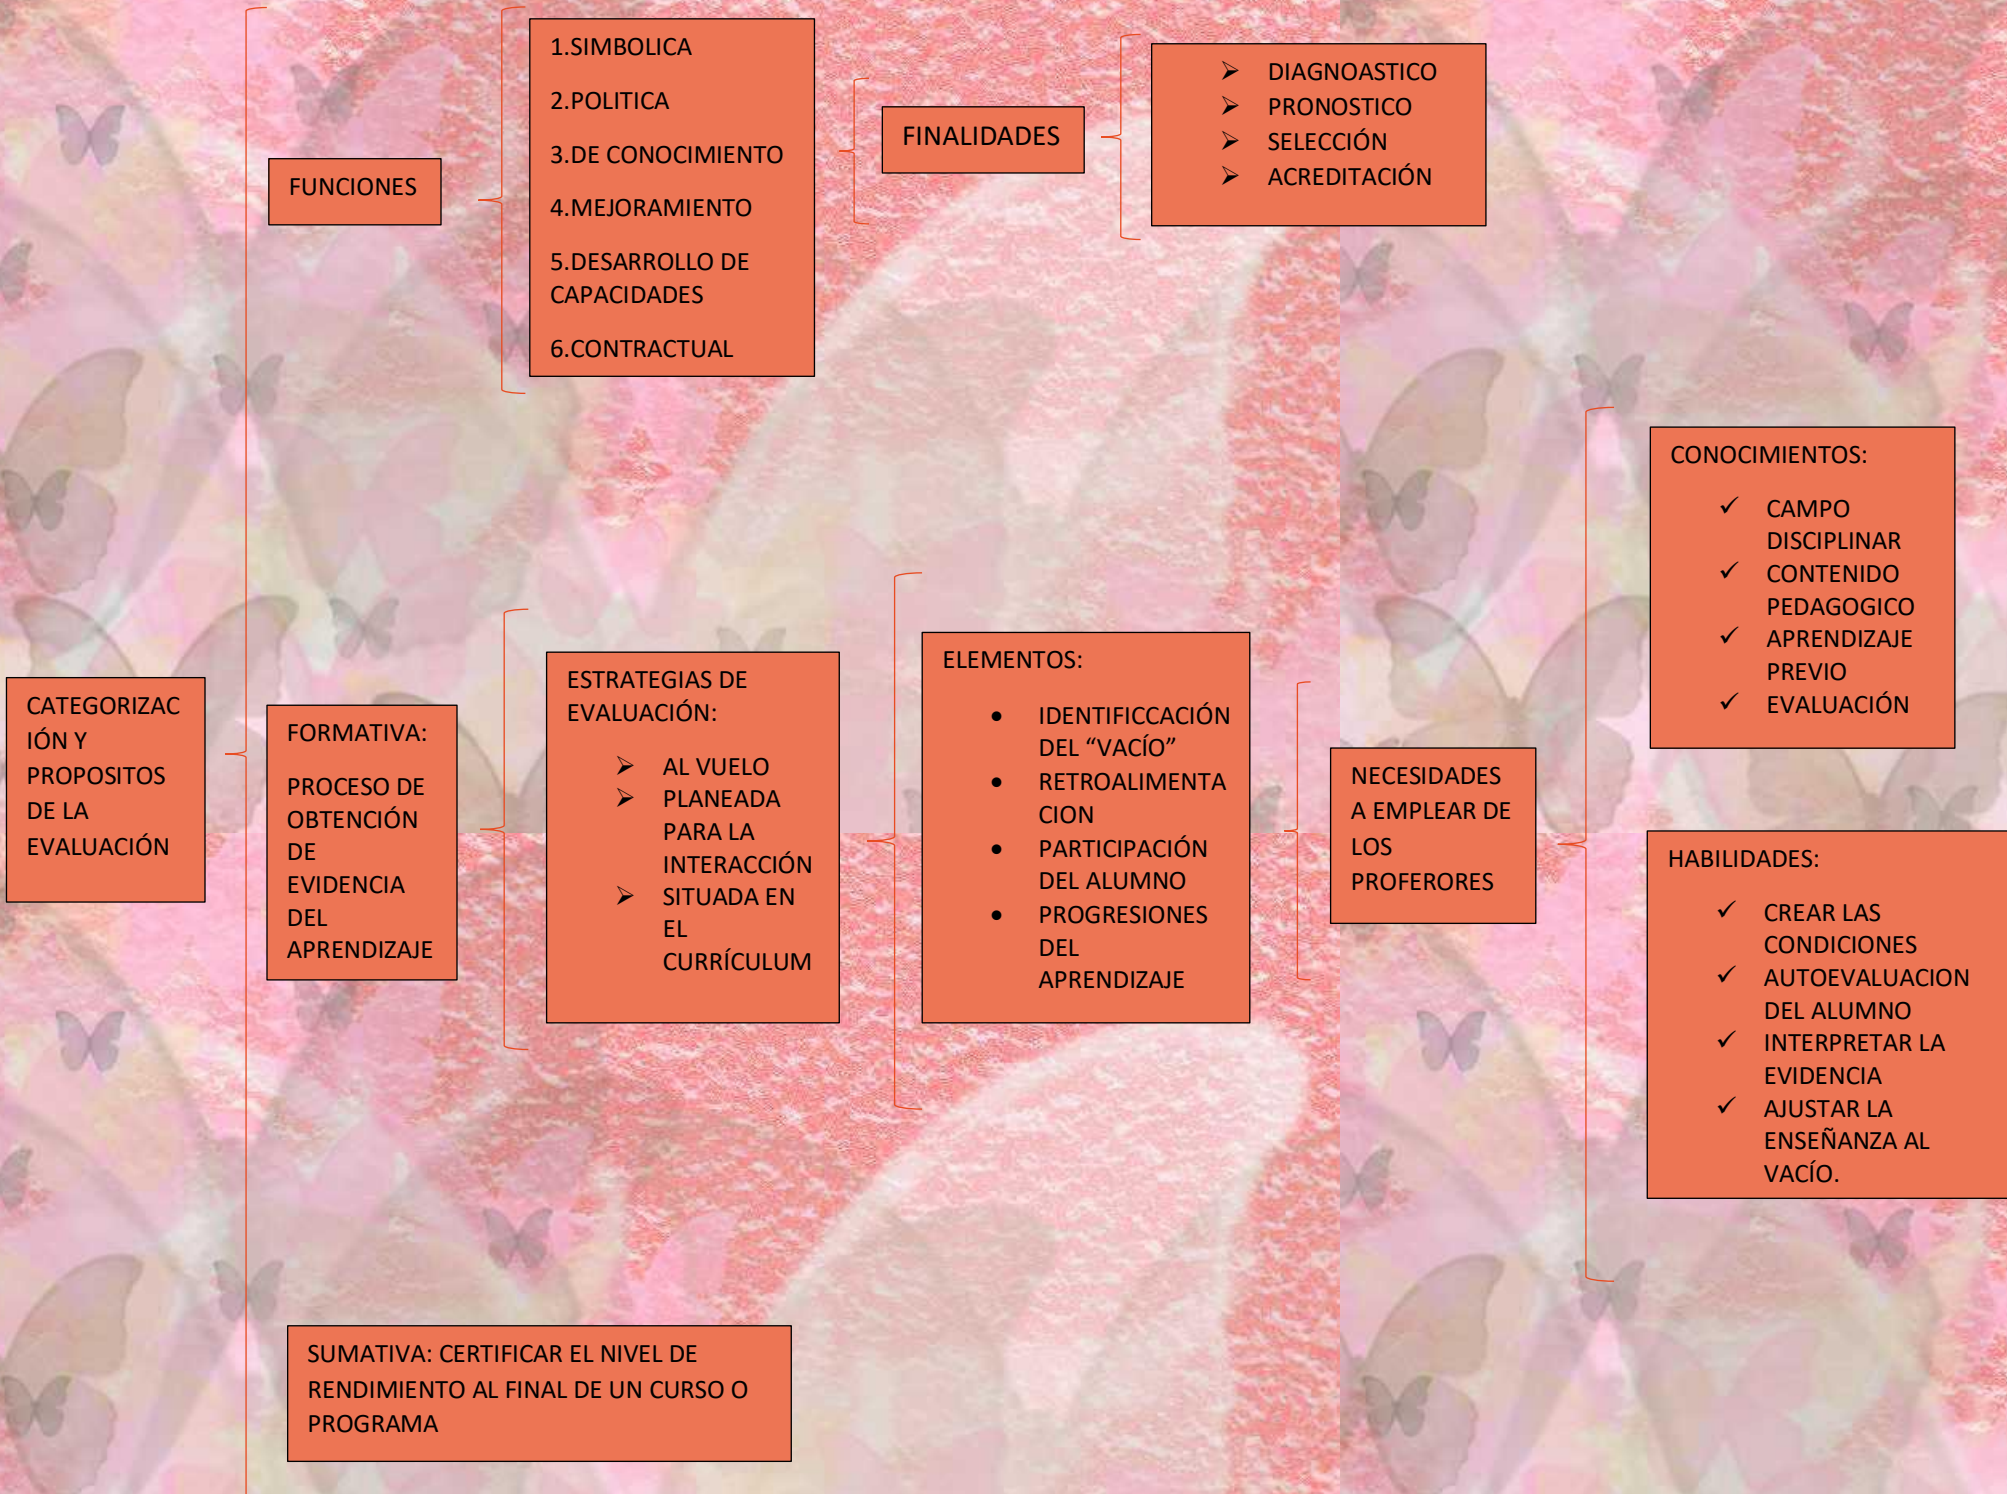 CATEGORIZAC
IÓN Y
PROPOSITOS
DE LA
EVALUACIÓN
FUNCIONES
1.SIMBOLICA
2.POLITICA
3.DE CONOCIMIENTO
4.MEJORAMIENTO
5.DESARROLLO DE
CAPACIDADES
6.CONTRACTUAL
FINALIDADES
➢ DIAGNOASTICO
➢ PRONOSTICO
➢ SELECCIÓN
➢ ACREDITACIÓN
FORMATIVA:
PROCESO DE
OBTENCIÓN
DE
EVIDENCIA
DEL
APRENDIZAJE
ESTRATEGIAS DE
EVALUACIÓN:
➢ AL VUELO
➢ PLANEADA
PARA LA
INTERACCIÓN
➢ SITUADA EN
EL
CURRÍCULUM
ELEMENTOS:
• IDENTIFICCACIÓN
DEL “VACÍO”
• RETROALIMENTA
CION
• PARTICIPACIÓN
DEL ALUMNO
• PROGRESIONES
DEL
APRENDIZAJE
NECESIDADES
A EMPLEAR DE
LOS
PROFERORES
CONOCIMIENTOS:
✓ CAMPO
DISCIPLINAR
✓ CONTENIDO
PEDAGOGICO
✓ APRENDIZAJE
PREVIO
✓ EVALUACIÓN
HABILIDADES:
✓ CREAR LAS
CONDICIONES
✓ AUTOEVALUACION
DEL ALUMNO
✓ INTERPRETAR LA
EVIDENCIA
✓ AJUSTAR LA
ENSEÑANZA AL
VACÍO.
SUMATIVA: CERTIFICAR EL NIVEL DE
RENDIMIENTO AL FINAL DE UN CURSO O
PROGRAMA